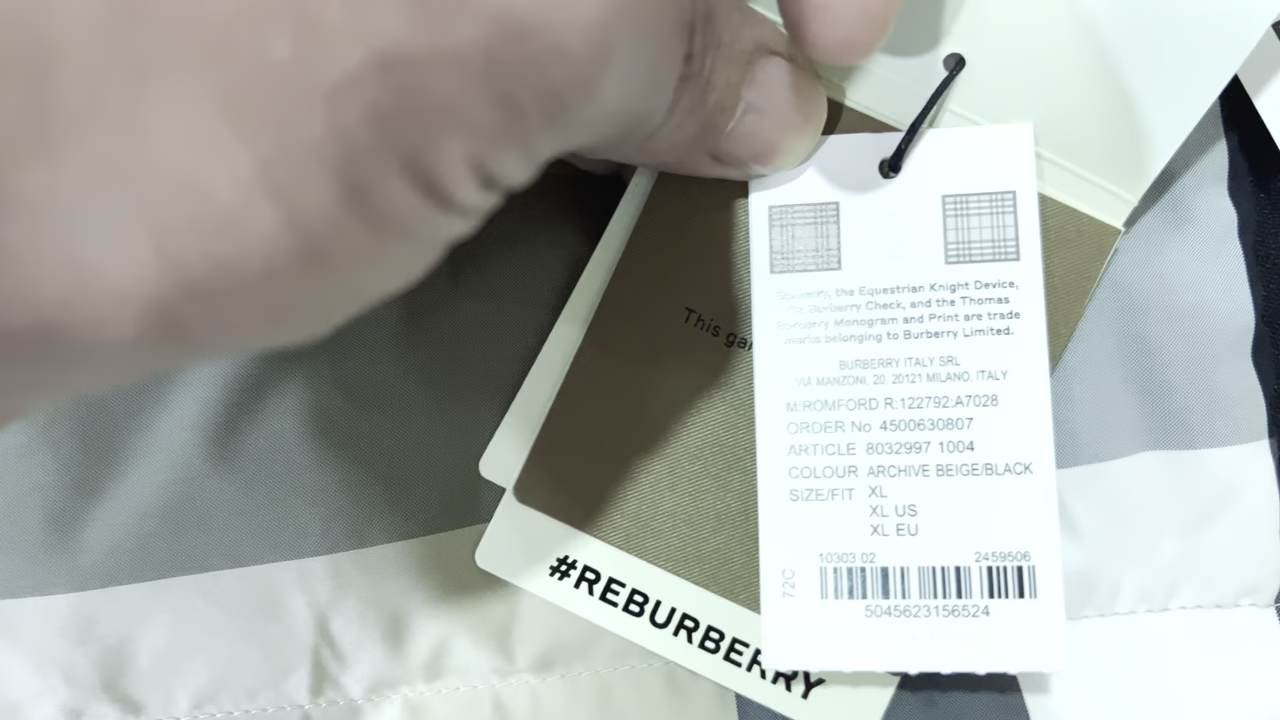 Burberry, the Equestrian Knight Device,
the Burberry Check, and the Thomas
Burberry Monogram and Print are trade
marks belonging to Burberry Limited.
BURBERRY ITALY SRL
VIA MANZONI, 20, 20121 MILANO, ITALY
M:ROMFORD R:122792:A7028
ORDER No 4500630807
ARTICLE 8032997 1004
COLOUR ARCHIVE BEIGE/BLACK
SIZE/FIT XL
XL US
XL EU
10303 02 2459506
72C
5045623156524
This gar
#REBURBERRY